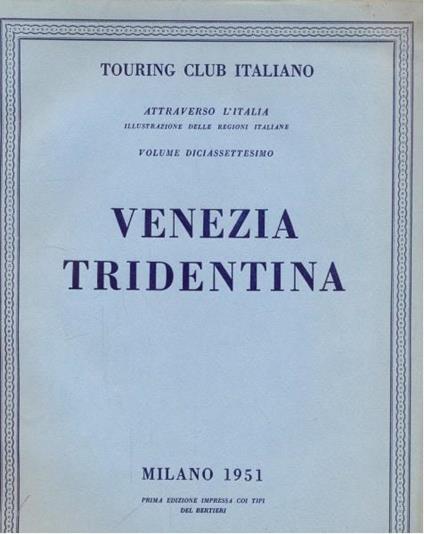 TOURING CLUB ITALIANO
ATTRAVERSO L'ITALIA
ILLUSTRAZIONE DELLE REGIONI ITALIANE
VOLUME DICIASSETTESIMO
VENEZIA
TRIDENTINA
MILANO 1951
PRIMA EDIZIONE IMPRESSA COI TIPI
DEL BERTIERI